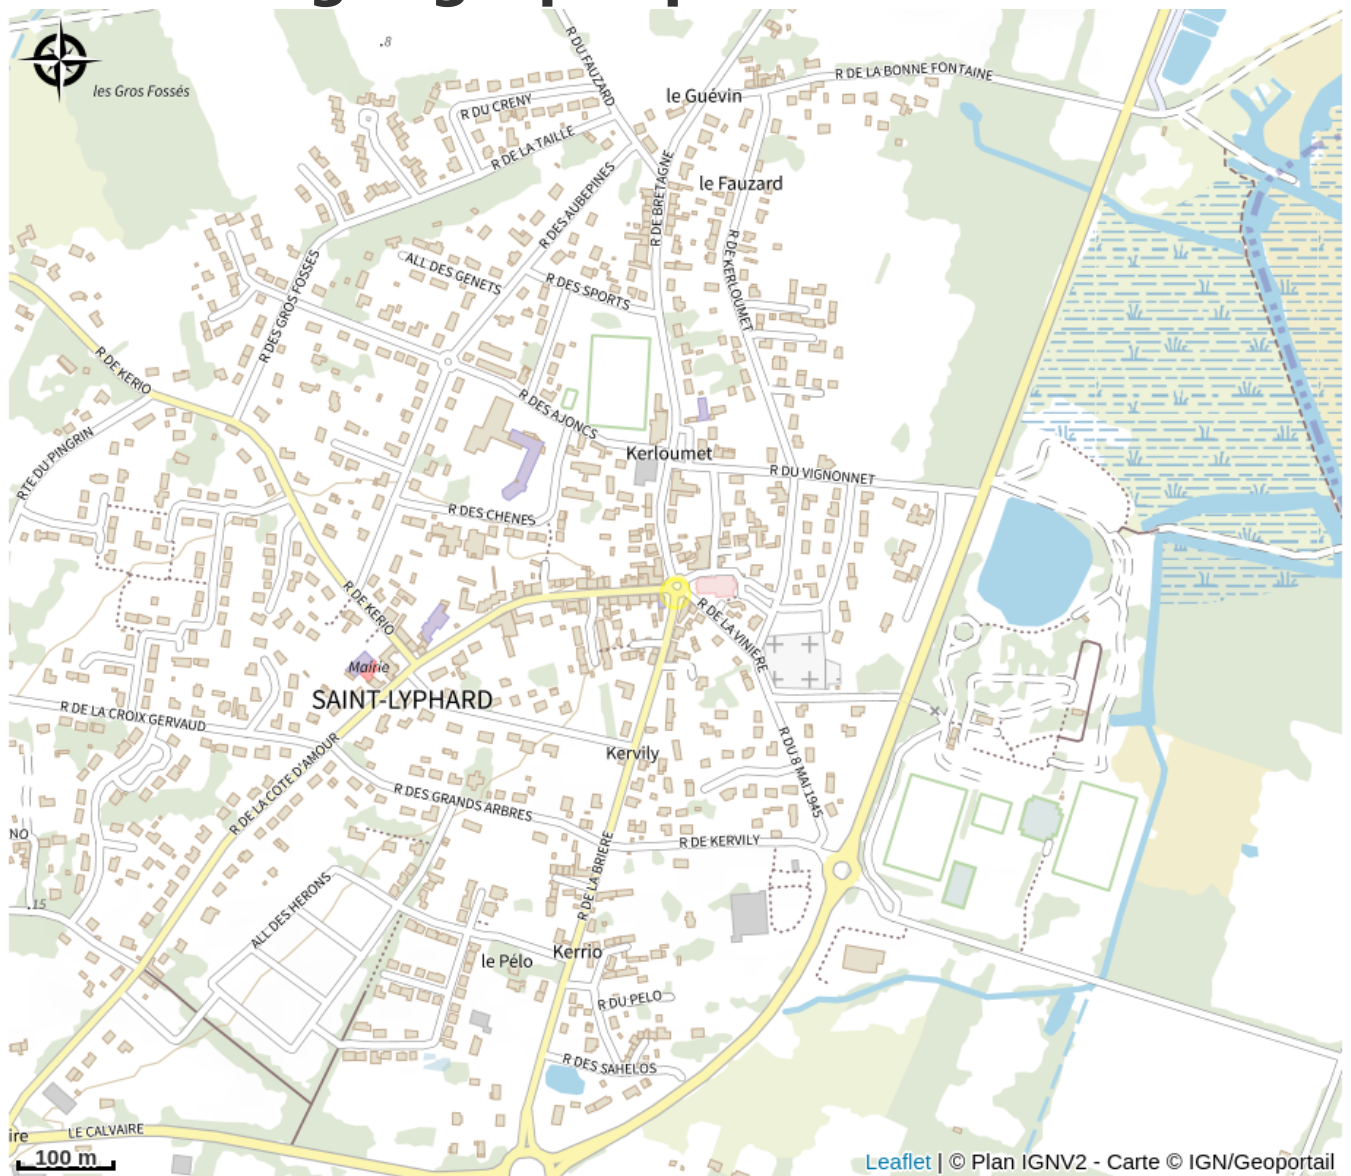 8
les Gros Fossés
R DU FAUZARD
R DU CRENY
R DE LA TAILLE
le Guévin
R DE LA BONNE FONTAINE
le Fauzard
R DE BRETAGNE
R DES AUBEPINES
R DE KERLOUMET
ALL DES GENETS
R DES SPORTS
R DES GROS FOSSES
R DE KERIO
RTE DU PINGRIN
R DES AJONCS
Kerloumet
R DU VIGNONNET
R DES CHENES
R DE KERIO
R DE LA VINIERE
Mairie
SAINT-LYPHARD
R DE LA CROIX GERVAUD
Kervily
R DU 8 MAI 1945
R DE LA COTE D'AMOUR
R DES GRANDS ARBRES
R DE KERVILY
NO
R DE LA BRIERE
15
ALL DES HERONS
le Pélo
Kerrio
R DU PELO
R DES SAHELOS
ire
LE CALVAIRE
100 m
Leaflet | © Plan IGNV2 - Carte © IGN/Geoportail